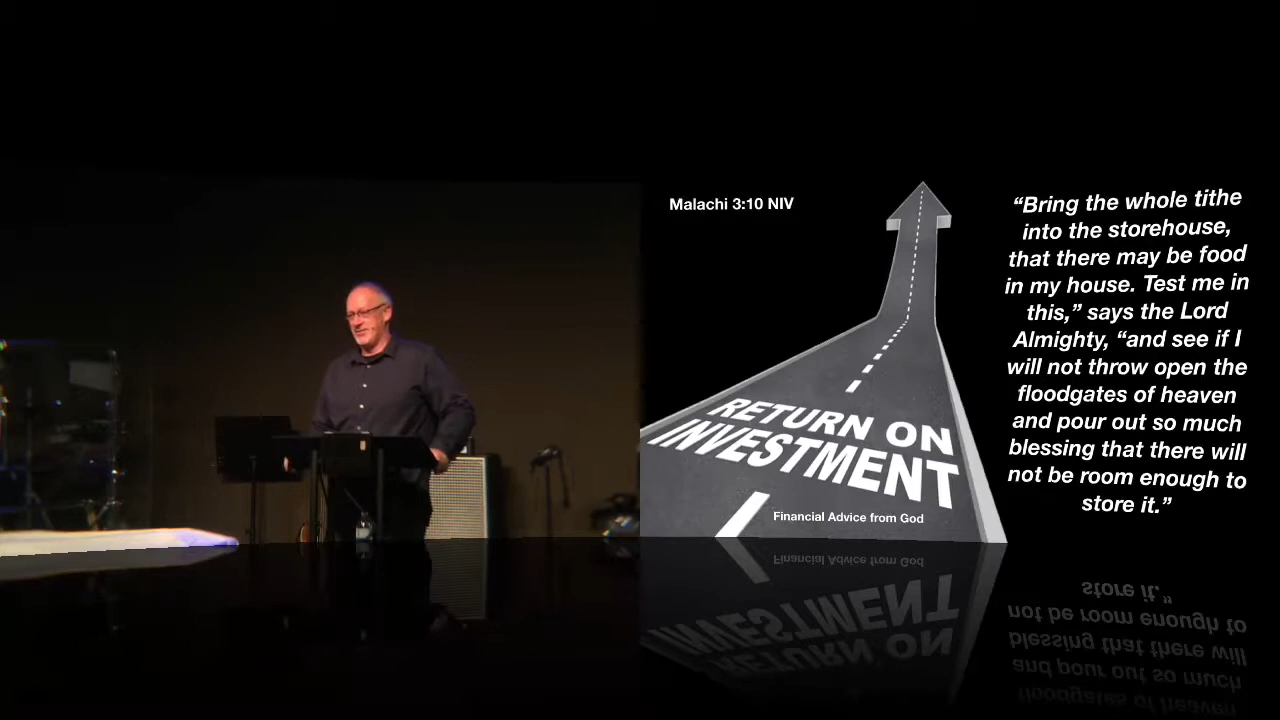 Malachi 3:10 NIV
RETURN ON
INVESTMENT
Financial Advice from God
“Bring the whole tithe
into the storehouse,
that there may be food
in my house. Test me in
this,” says the Lord
Almighty, “and see if I
will not throw open the
floodgates of heaven
and pour out so much
blessing that there will
not be room enough to
store it.”